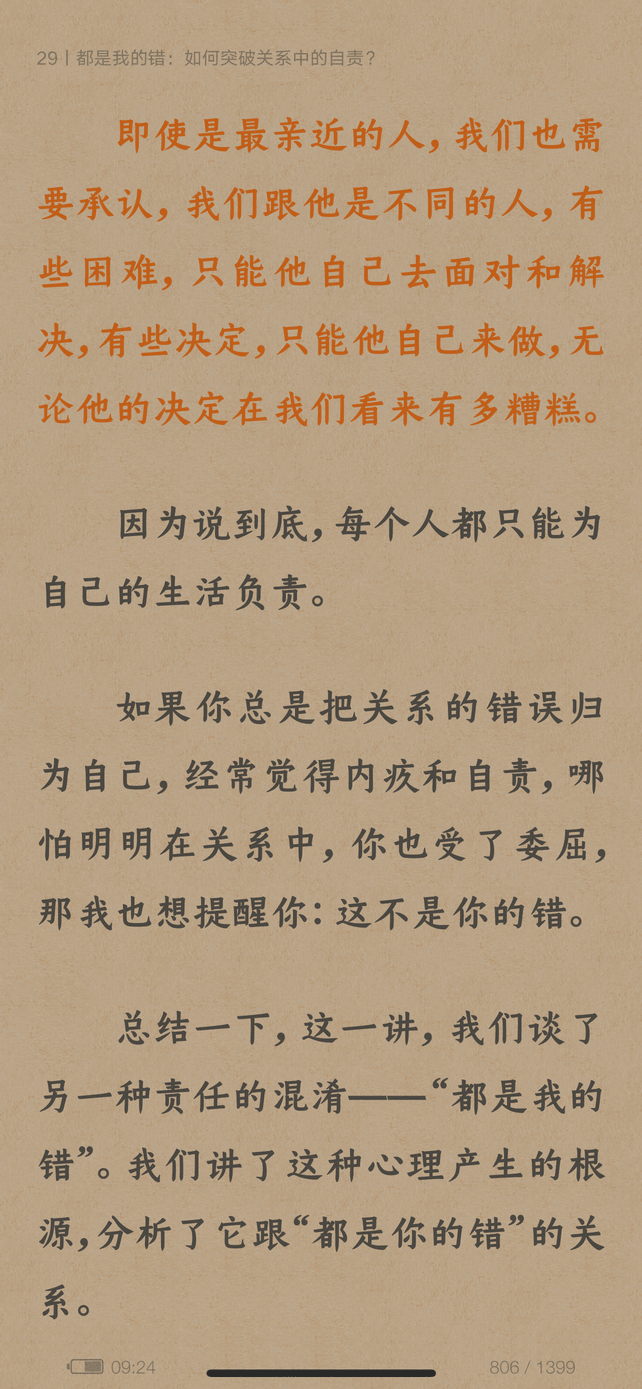 29丨都是我的错：如何突破关系中的自责？
即使是最亲近的人，我们也需
要承认，我们跟他是不同的人，有
些困难，只能他自己去面对和解
决，有些决定，只能他自己来做，无
论他的决定在我们看来有多糟糕。
因为说到底，每个人都只能为
自己的生活负责。
如果你总是把关系的错误归
为自己，经常觉得内疚和自责，哪
怕明明在关系中，你也受了委屈，
那我也想提醒你：这不是你的错。
总结一下，这一讲，我们谈了
另一种责任的混淆——“都是我的
错”。我们讲了这种心理产生的根
源，分析了它跟“都是你的错”的关
系。
09:24
806 / 1399